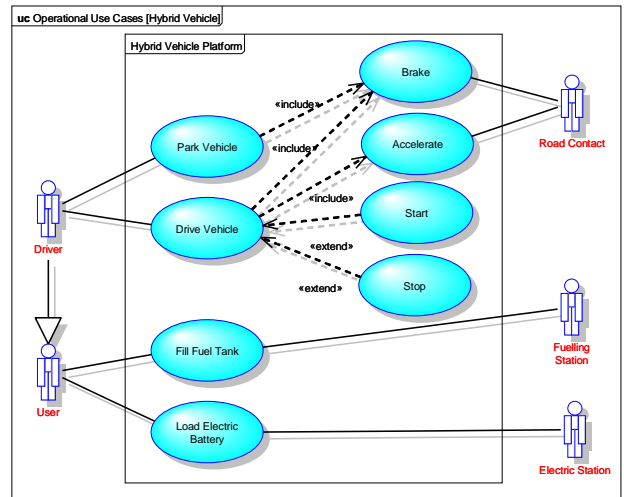 uc Operational Use Cases [Hybrid Vehicle]
Hybrid Vehicle Platform
Brake
«include»
Park Vehicle
«include»
Accelerate
Road Contact
«include»
Start
Driver
Drive Vehicle
«extend»
Stop
«extend»
Fill Fuel Tank
Fuelling
Station
User
Load Electric
Battery
Electric Station